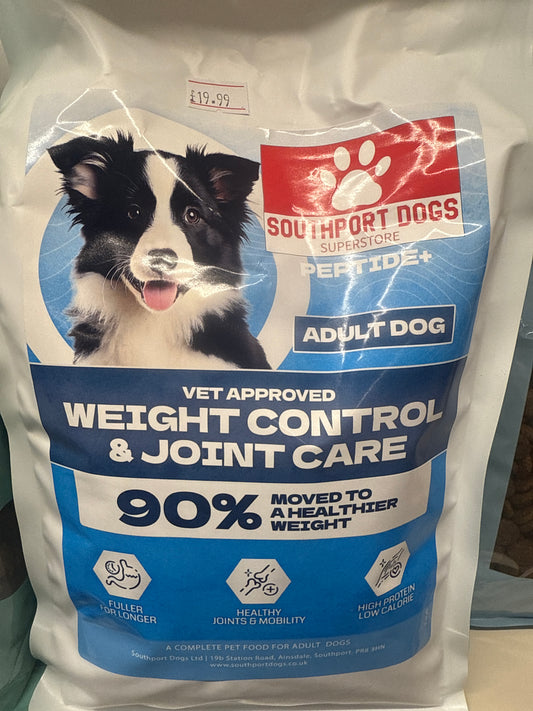 £19.99
SOUTHPORT DOGS
SUPERSTORE
PEPTIDE+
ADULT DOG
VET APPROVED
WEIGHT CONTROL
& JOINT CARE
90% MOVED TO
A HEALTHIER
WEIGHT
FULLER
FOR LONGER
HEALTHY
JOINTS & MOBILITY
HIGH PROTEIN
LOW CALORIE
A COMPLETE PET FOOD FOR ADULT DOGS
Southport Dogs Ltd | 19b Station Road, Ainsdale, Southport, PR8 3HN
www.southportdogs.co.uk